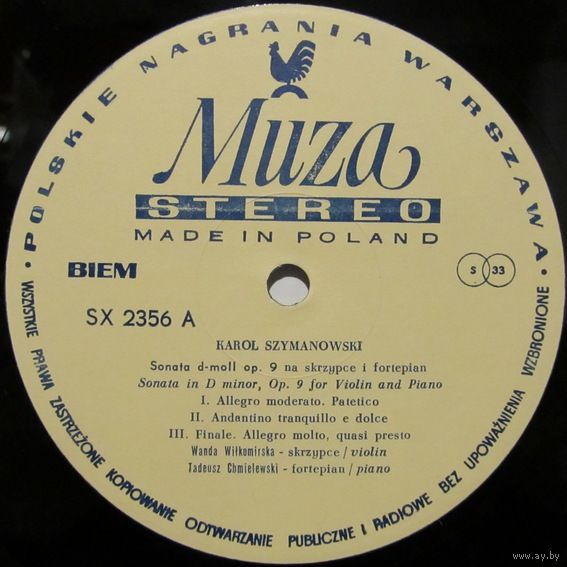 • POLSKIE NAGRANIA WARSZAWA •
Muza
STEREO
MADE IN POLAND
BIEM
S 33
SX 2356 A
KAROL SZYMANOWSKI
Sonata d-moll op. 9 na skrzypce i fortepian
Sonata in D minor, Op. 9 for Violin and Piano
I. Allegro moderato. Patetico
II. Andantino tranquillo e dolce
III. Finale. Allegro molto, quasi presto
Wanda Wiłkomirska - skrzypce / violin
Tadeusz Chmielewski - fortepian / piano
WSZYSTKIE PRAWA ZASTRZEŻONE KOPIOWANIE ODTWARZANIE PUBLICZNE I RADIOWE BEZ UPOWAŻNIENIA WZBRONIONE
www.ay.by